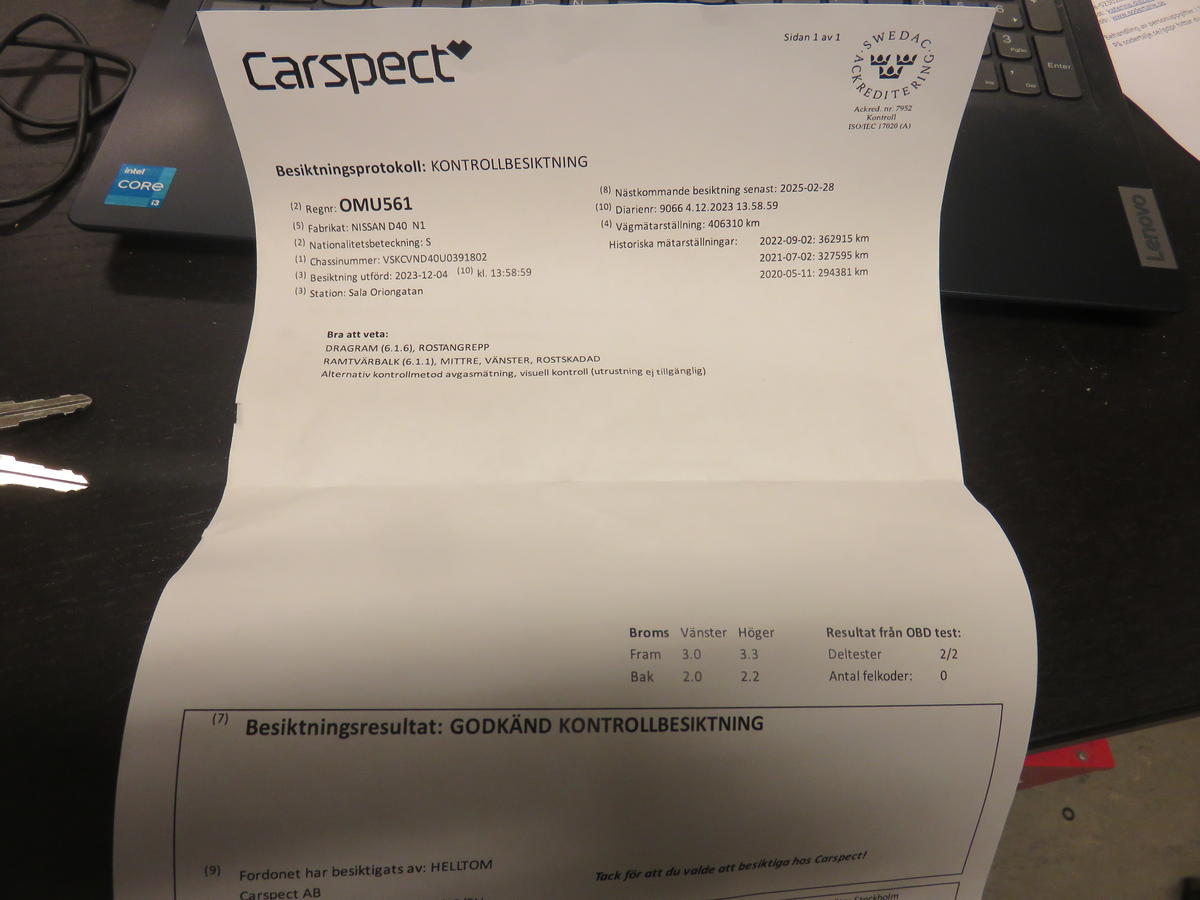 Carspect
Sidan 1 av 1
SWEDAC
ACKREDITERING
Ackred. nr. 7952
Kontroll
ISO/IEC 17020 (A)
Besiktningsprotokoll: KONTROLLBESIKTNING
(2) Regnr: OMU561
(5) Fabrikat: NISSAN D40 N1
(2) Nationalitetsbeteckning: S
(1) Chassinummer: VSKCVND40U0391802
(3) Besiktning utförd: 2023-12-04 (10) kl. 13:58:59
(3) Station: Sala Oriongatan
(8) Nästkommande besiktning senast: 2025-02-28
(10) Diarienr: 9066 4.12.2023 13.58.59
(4) Vägmätarställning: 406310 km
Historiska mätarställningar: 2022-09-02: 362915 km
2021-07-02: 327595 km
2020-05-11: 294381 km
Bra att veta:
DRAGRAM (6.1.6), ROSTANGREPP
RAMTVÄRBALK (6.1.1), MITTRE, VÄNSTER, ROSTSKADAD
Alternativ kontrollmetod avgasmätning, visuell kontroll (utrustning ej tillgänglig)
Broms Vänster Höger
Fram 3.0 3.3
Bak 2.0 2.2
Resultat från OBD test:
Deltester 2/2
Antal felkoder: 0
(7) Besiktningsresultat: GODKÄND KONTROLLBESIKTNING
(9) Fordonet har besiktigats av: HELLTOM
Carspect AB
Tack för att du valde att besiktiga hos Carspect!
Stockholm
intel
CORE
i3
Lenovo
Enter
3
PgDn
Ins
Del